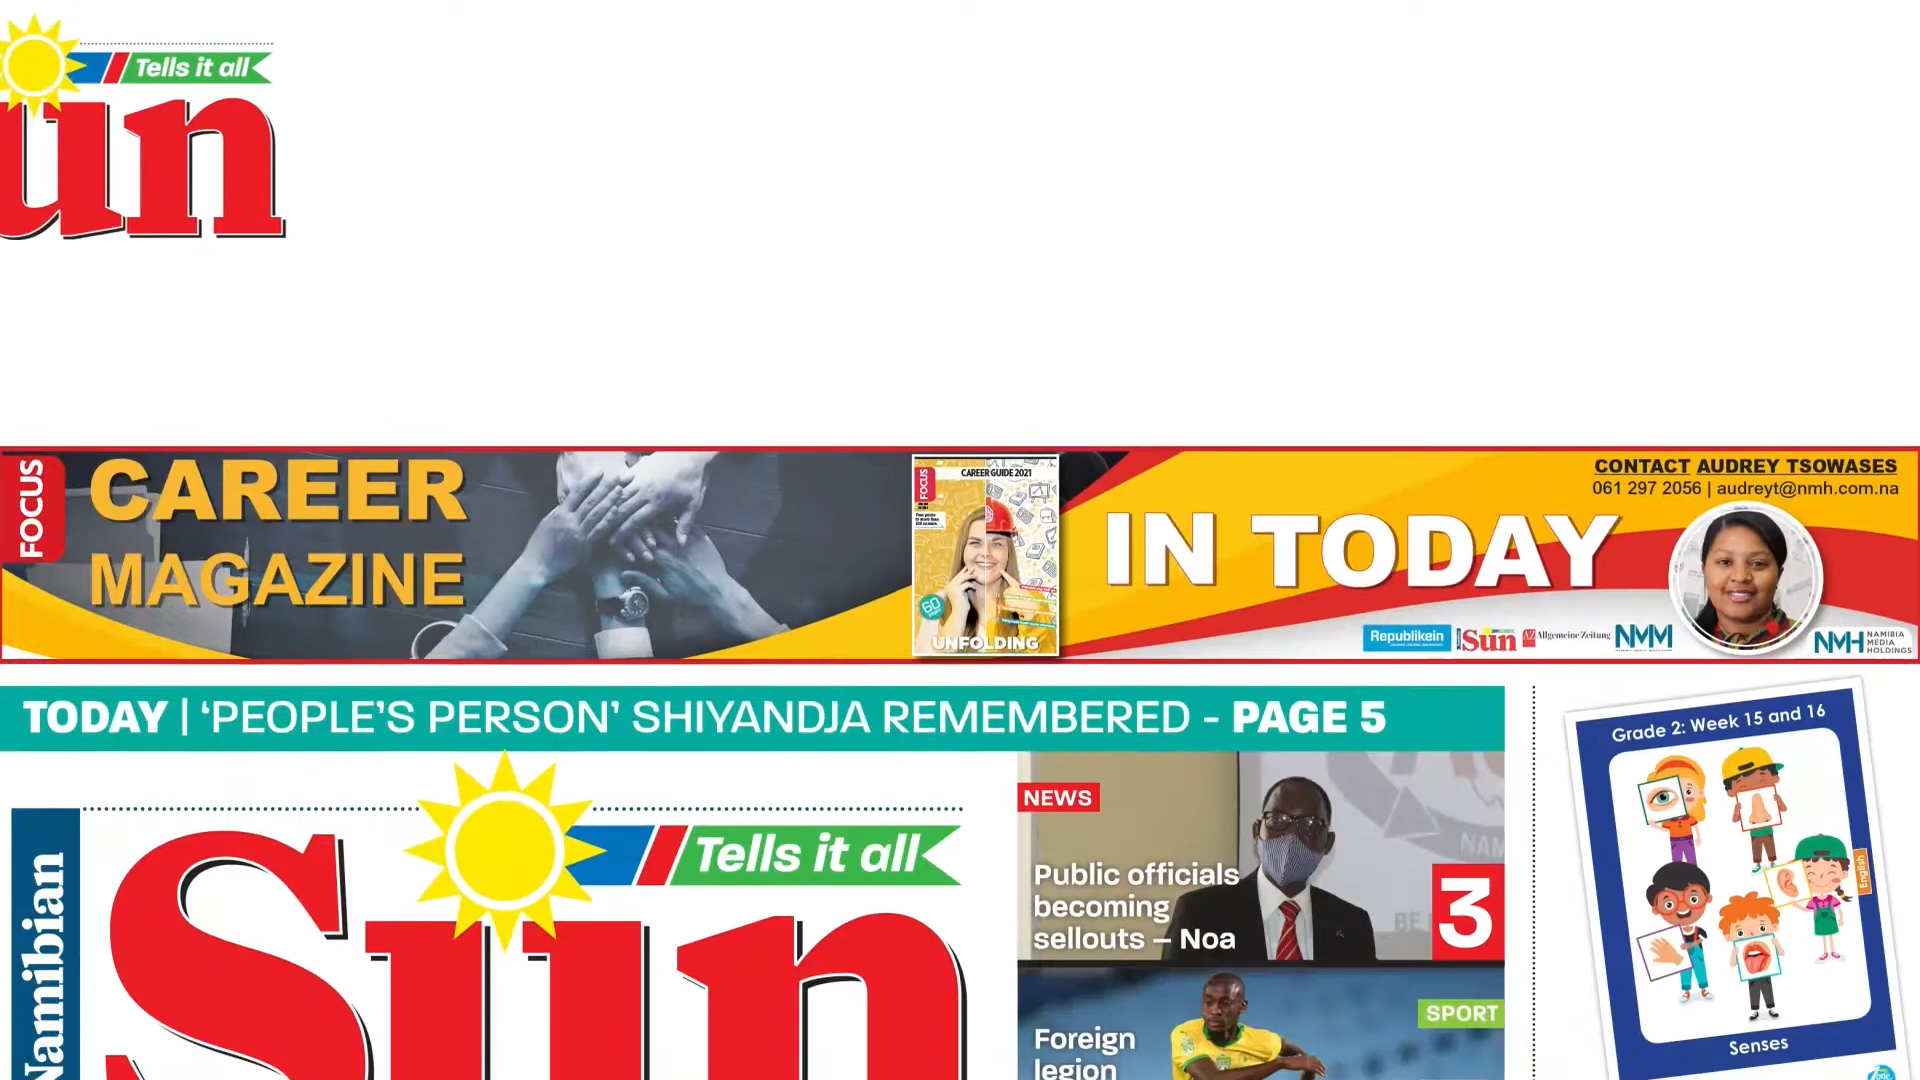 Tells it all
un
FOCUS
CAREER
MAGAZINE
FOCUS
CAREER GUIDE 2021
60
UNFOLDING
IN TODAY
CONTACT AUDREY TSOWASES
061 297 2056 | audreyt@nmh.com.na
Republikein
Sun
AZ Allgemeine Zeitung
NMH
NAMIBIA
MEDIA
HOLDINGS
TODAY | ‘PEOPLE’S PERSON’ SHIYANDJA REMEMBERED - PAGE 5
Namibian
Sun
Tells it all
NEWS
Public officials
becoming
sellouts – Noa
3
SPORT
Foreign
legion
Grade 2: Week 15 and 16
English
Senses